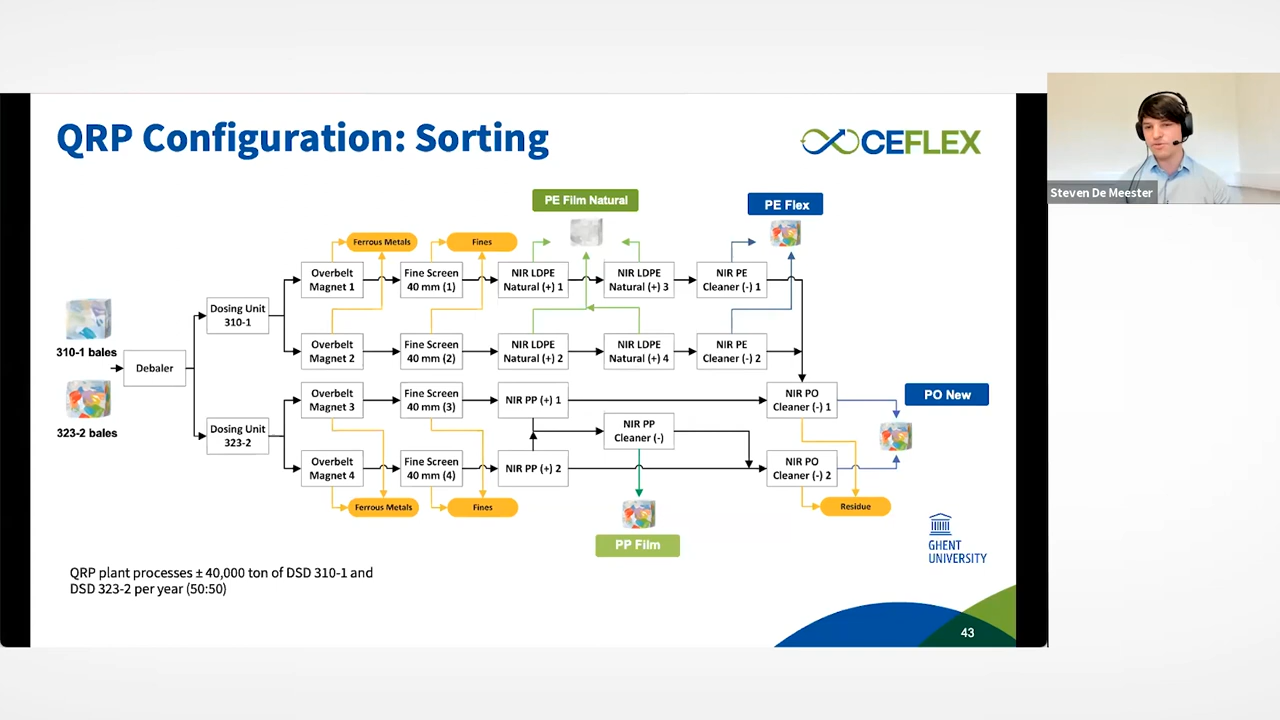 QRP Configuration: Sorting
CEFLEX
Steven De Meester
PE Film Natural
PE Flex
Ferrous Metals
Fines
Overbelt
Magnet 1
Fine Screen
40 mm (1)
NIR LDPE
Natural (+) 1
NIR LDPE
Natural (+) 3
NIR PE
Cleaner (-) 1
Dosing Unit
310-1
310-1 bales
Overbelt
Magnet 2
Fine Screen
40 mm (2)
NIR LDPE
Natural (+) 2
NIR LDPE
Natural (+) 4
NIR PE
Cleaner (-) 2
Debaler
Overbelt
Magnet 3
Fine Screen
40 mm (3)
NIR PP (+) 1
NIR PO
Cleaner (-) 1
PO New
323-2 bales
Dosing Unit
323-2
NIR PP
Cleaner (-)
Overbelt
Magnet 4
Fine Screen
40 mm (4)
NIR PP (+) 2
NIR PO
Cleaner (-) 2
Ferrous Metals
Fines
Residue
PP Film
GHENT
UNIVERSITY
QRP plant processes ± 40,000 ton of DSD 310-1 and
DSD 323-2 per year (50:50)
43